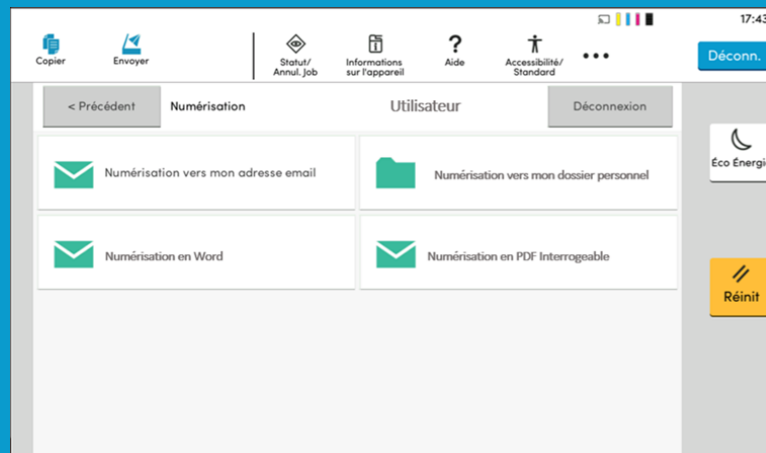 17:43
Copier
Envoyer
Statut/
Annul. Job
Informations
sur l'appareil
?
Aide
Accessibilité/
Standard
•••
Déconn.
< Précédent
Numérisation
Utilisateur
Déconnexion
Numérisation vers mon adresse email
Numérisation vers mon dossier personnel
Éco Énergi
Numérisation en Word
Numérisation en PDF Interrogeable
Réinit